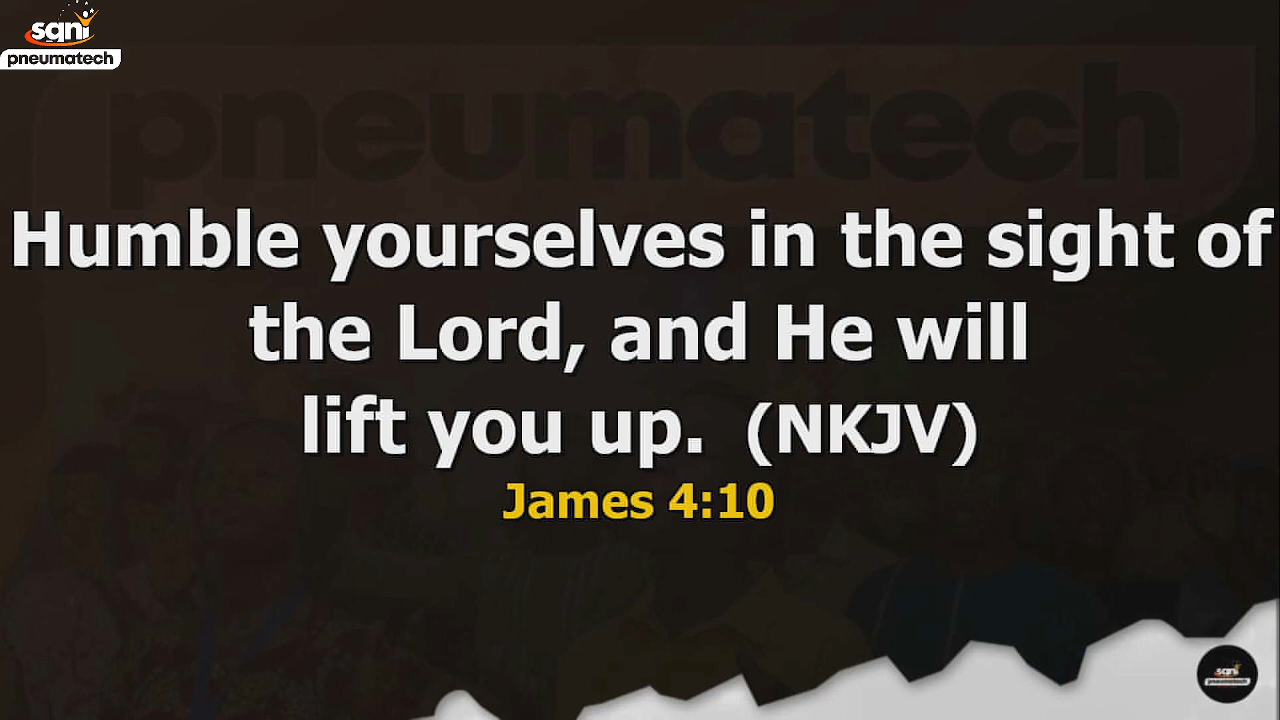 sgni
pneumatech
pneumatech
Humble yourselves in the sight of
the Lord, and He will
lift you up. (NKJV)
James 4:10
sgni
pneumatech